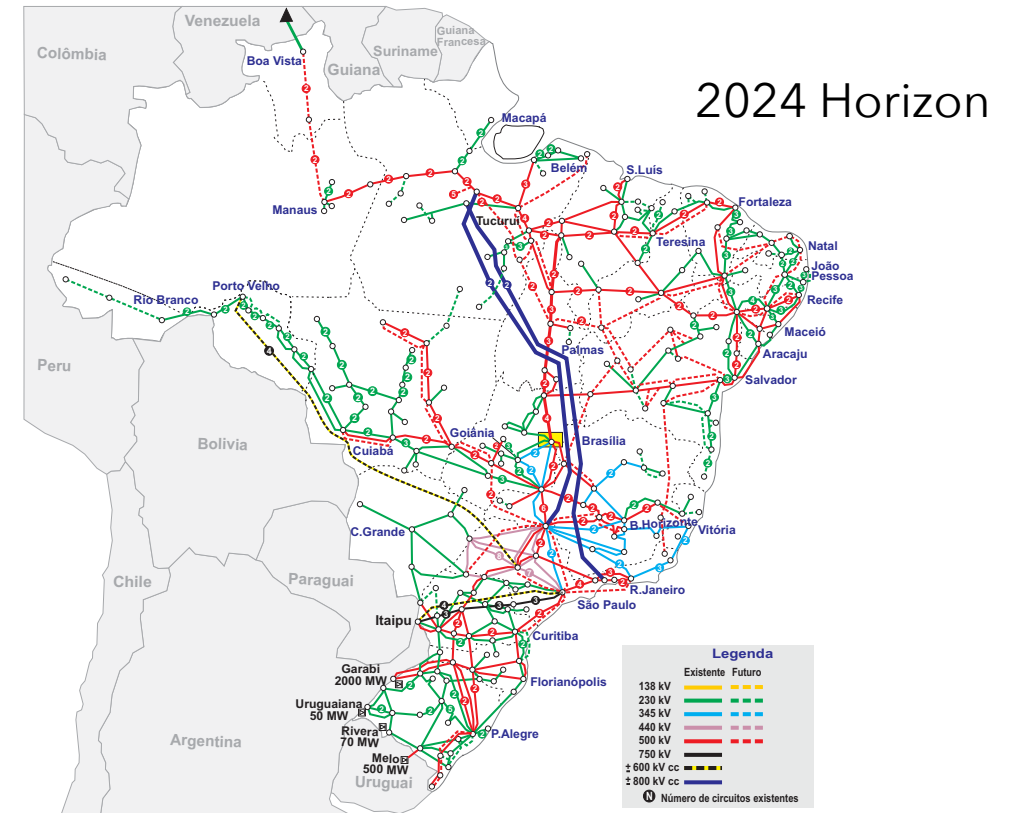 2024 Horizon
Venezuela
Guiana
Francesa
Suriname
Colômbia
Boa Vista
Guiana
Macapá
Belém
S.Luís
Manaus
Fortaleza
Tucuruí
Teresina
Natal
João
Pessoa
Porto Velho
Rio Branco
Recife
Maceió
Palmas
Aracaju
Peru
Salvador
Bolivia
Goiânia
Brasília
Cuiabá
C.Grande
B.Horizonte
Vitória
Chile
Paraguai
R.Janeiro
São Paulo
Itaipu
Curitiba
Garabi
2000 MW
Florianópolis
Uruguaiana
50 MW
Rivera
70 MW
P.Alegre
Argentina
Melo
500 MW
Uruguai
Legenda
Existente Futuro
138 kV
230 kV
345 kV
440 kV
500 kV
750 kV
± 600 kV cc
± 800 kV cc
N Número de circuitos existentes